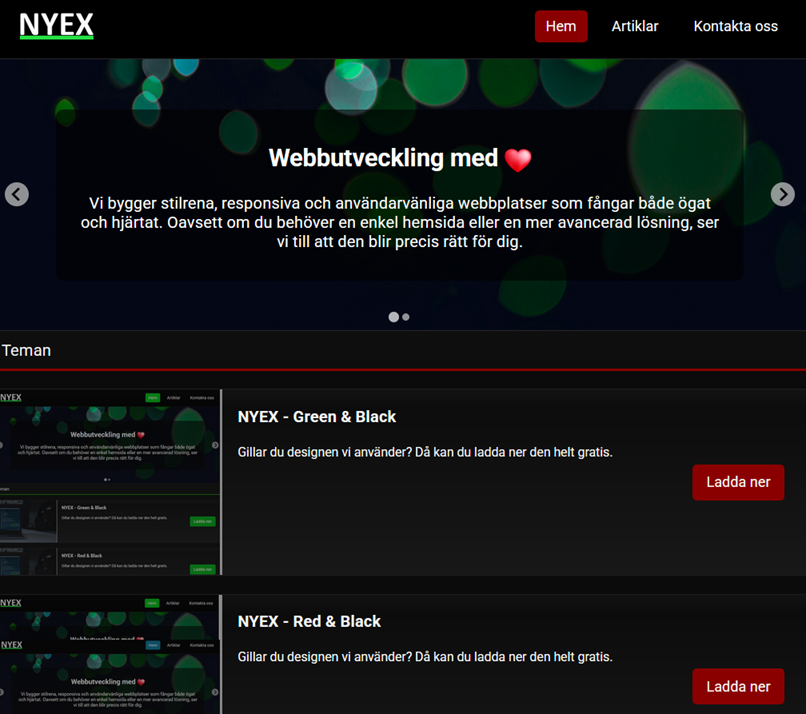 NYEX
Hem
Artiklar
Kontakta oss
Webbutveckling med
Vi bygger stilrena, responsiva och användarvänliga webbplatser som fångar både ögat
och hjärtat. Oavsett om du behöver en enkel hemsida eller en mer avancerad lösning, ser
vi till att den blir precis rätt för dig.
Teman
NYEX
Hem
Artiklar
Kontakta oss
Webbutveckling med
Vi bygger stilrena, responsiva och användarvänliga webbplatser som fångar både ögat
och hjärtat. Oavsett om du behöver en enkel hemsida eller en mer avancerad lösning, ser
vi till att den blir precis rätt för dig.
NYEX - Green & Black
Gillar du designen vi använder? Då kan du ladda ner den helt gratis.
Ladda ner
NYEX - Red & Black
Gillar du designen vi använder? Då kan du ladda ner den helt gratis.
Ladda ner
NYEX - Green & Black
Gillar du designen vi använder? Då kan du ladda ner den helt gratis.
Ladda ner
NYEX
Artiklar
Kontakta oss
Webbutveckling med
NYEX
Artiklar
Kontakta oss
Webbutveckling med
Vi bygger stilrena, responsiva och användarvänliga webbplatser som fångar både ögat
och hjärtat. Oavsett om du behöver en enkel hemsida eller en mer avancerad lösning, ser
vi till att den blir precis rätt för dig.
NYEX - Red & Black
Gillar du designen vi använder? Då kan du ladda ner den helt gratis.
Ladda ner